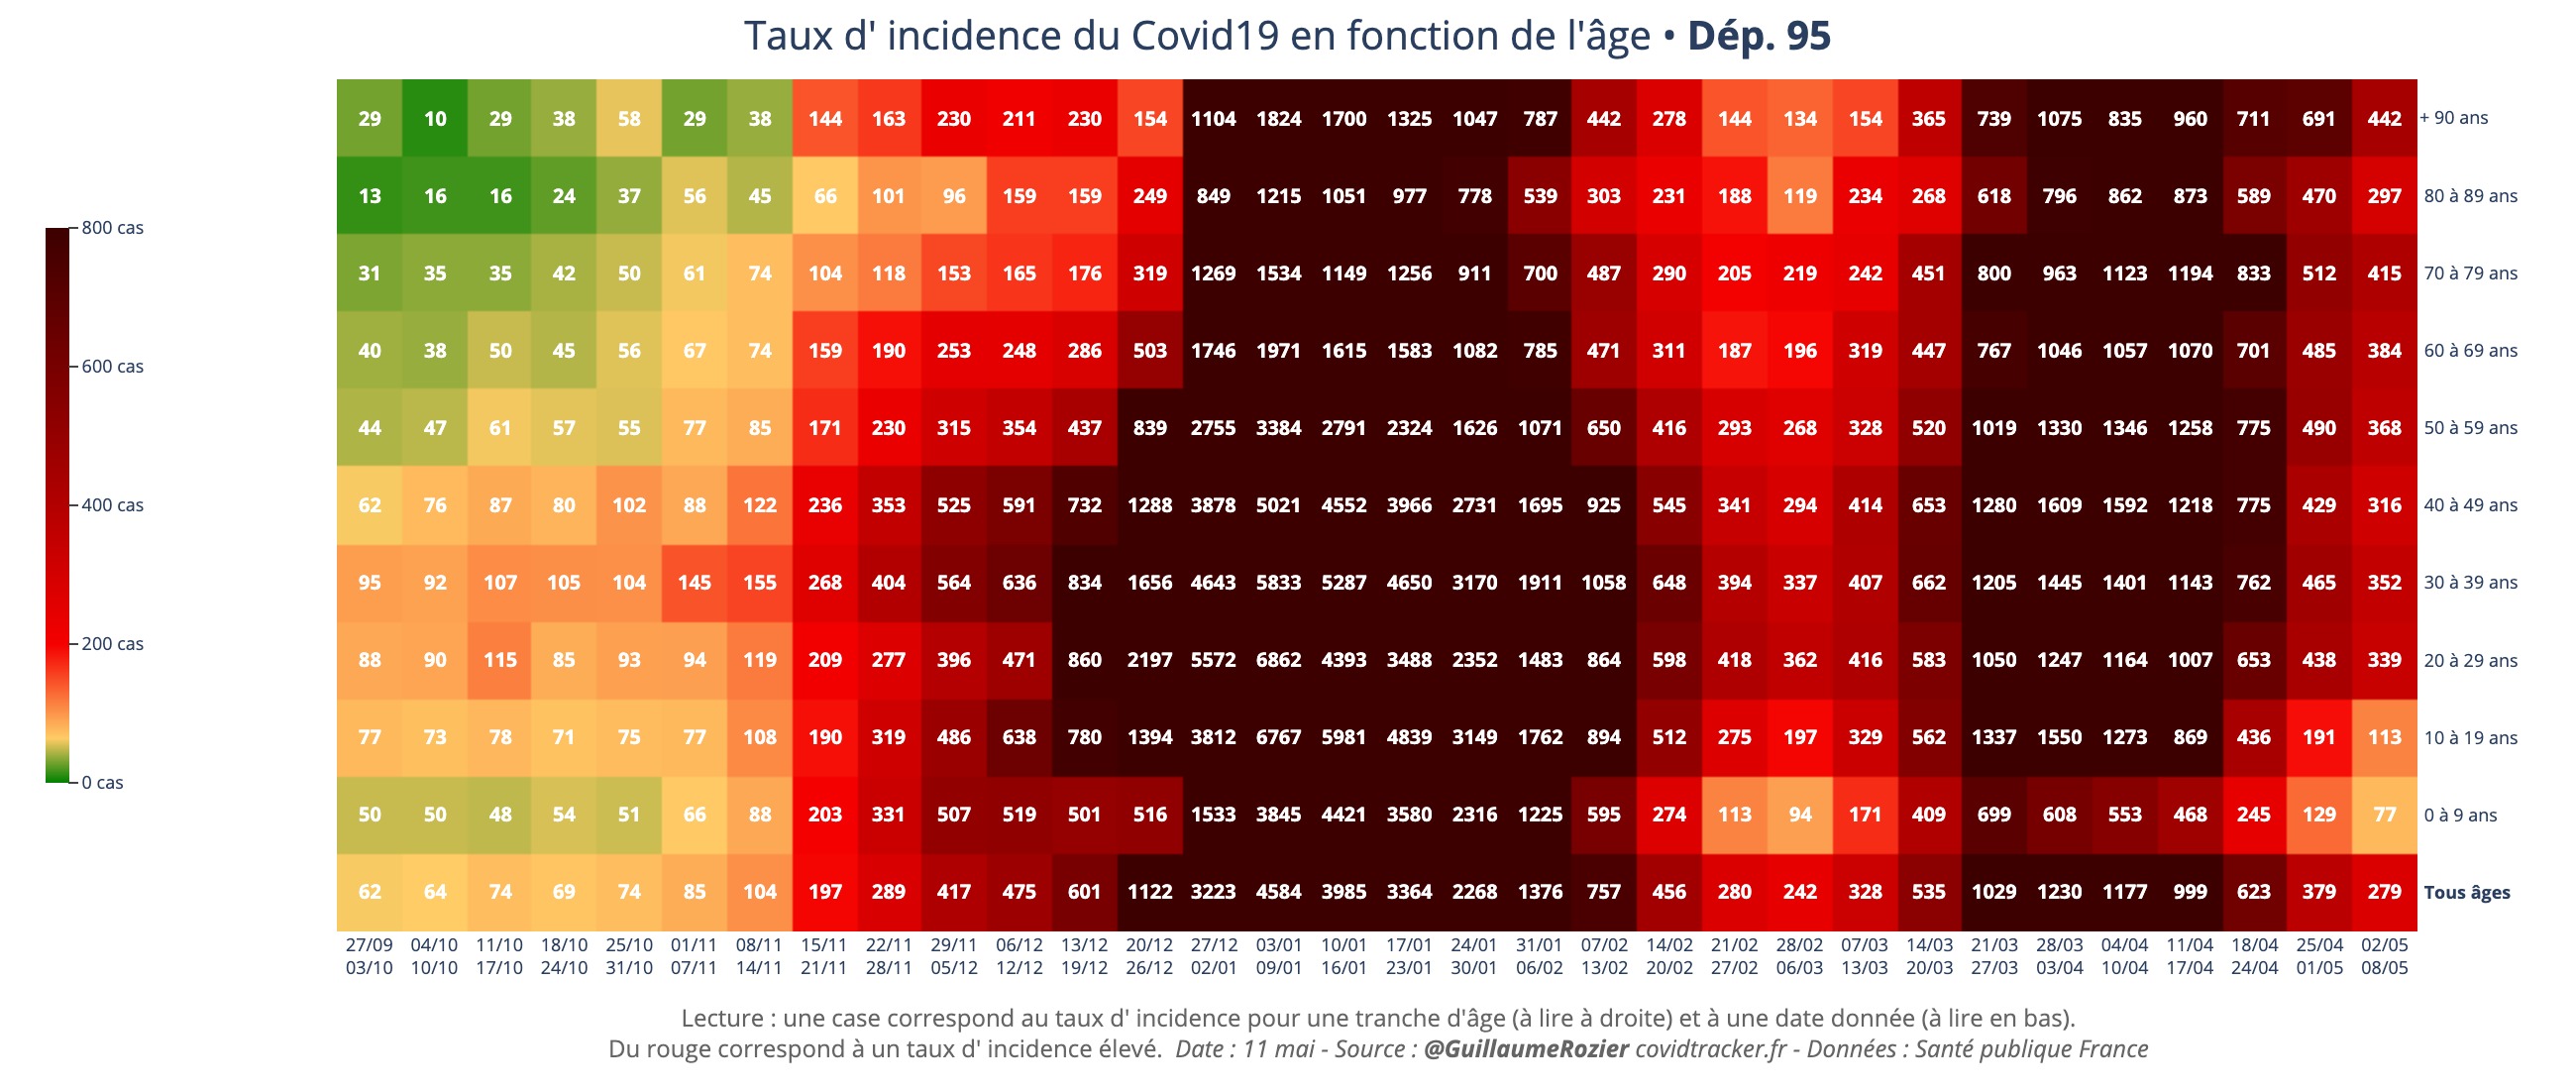 Taux d' incidence du Covid19 en fonction de l'âge • Dép. 95
800 cas
600 cas
400 cas
200 cas
0 cas
29 10 29 38 58 29 38 144 163 230 211 230 154 1104 1824 1700 1325 1047 787 442 278 144 134 154 365 739 1075 835 960 711 691 442 + 90 ans
13 16 16 24 37 56 45 66 101 96 159 159 249 849 1215 1051 977 778 539 303 231 188 119 234 268 618 796 862 873 589 470 297 80 à 89 ans
31 35 35 42 50 61 74 104 118 153 165 176 319 1269 1534 1149 1256 911 700 487 290 205 219 242 451 800 963 1123 1194 833 512 415 70 à 79 ans
40 38 50 45 56 67 74 159 190 253 248 286 503 1746 1971 1615 1583 1082 785 471 311 187 196 319 447 767 1046 1057 1070 701 485 384 60 à 69 ans
44 47 61 57 55 77 85 171 230 315 354 437 839 2755 3384 2791 2324 1626 1071 650 416 293 268 328 520 1019 1330 1346 1258 775 490 368 50 à 59 ans
62 76 87 80 102 88 122 236 353 525 591 732 1288 3878 5021 4552 3966 2731 1695 925 545 341 294 414 653 1280 1609 1592 1218 775 429 316 40 à 49 ans
95 92 107 105 104 145 155 268 404 564 636 834 1656 4643 5833 5287 4650 3170 1911 1058 648 394 337 407 662 1205 1445 1401 1143 762 465 352 30 à 39 ans
88 90 115 85 93 94 119 209 277 396 471 860 2197 5572 6862 4393 3488 2352 1483 864 598 418 362 416 583 1050 1247 1164 1007 653 438 339 20 à 29 ans
77 73 78 71 75 77 108 190 319 486 638 780 1394 3812 6767 5981 4839 3149 1762 894 512 275 197 329 562 1337 1550 1273 869 436 191 113 10 à 19 ans
50 50 48 54 51 66 88 203 331 507 519 501 516 1533 3845 4421 3580 2316 1225 595 274 113 94 171 409 699 608 553 468 245 129 77 0 à 9 ans
62 64 74 69 74 85 104 197 289 417 475 601 1122 3223 4584 3985 3364 2268 1376 757 456 280 242 328 535 1029 1230 1177 999 623 379 279 Tous âges
27/09 04/10 11/10 18/10 25/10 01/11 08/11 15/11 22/11 29/11 06/12 13/12 20/12 27/12 03/01 10/01 17/01 24/01 31/01 07/02 14/02 21/02 28/02 07/03 14/03 21/03 28/03 04/04 11/04 18/04 25/04 02/05
03/10 10/10 17/10 24/10 31/10 07/11 14/11 21/11 28/11 05/12 12/12 19/12 26/12 02/01 09/01 16/01 23/01 30/01 06/02 13/02 20/02 27/02 06/03 13/03 20/03 27/03 03/04 10/04 17/04 24/04 01/05 08/05
Lecture : une case correspond au taux d' incidence pour une tranche d'âge (à lire à droite) et à une date donnée (à lire en bas).
Du rouge correspond à un taux d' incidence élevé. Date : 11 mai - Source : @GuillaumeRozier covidtracker.fr - Données : Santé publique France